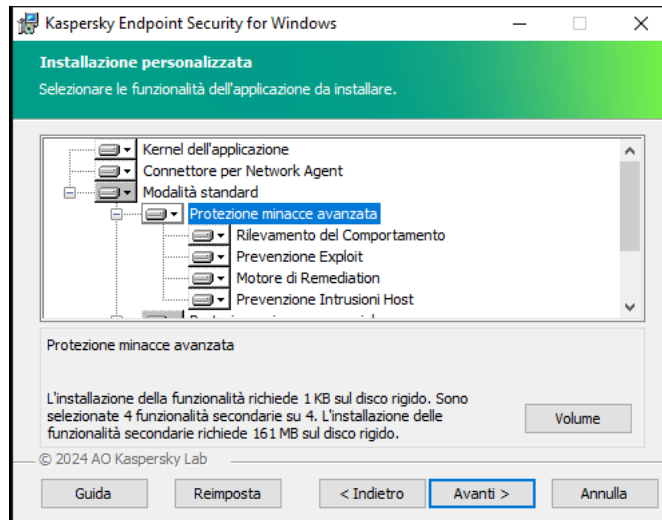 Kaspersky Endpoint Security for Windows
Installazione personalizzata
Selezionare le funzionalità dell'applicazione da installare.
Kernel dell'applicazione
Connettore per Network Agent
Modalità standard
Protezione minacce avanzata
Rilevamento del Comportamento
Prevenzione Exploit
Motore di Remediation
Prevenzione Intrusioni Host
Protezione minacce avanzata
L'installazione della funzionalità richiede 1 KB sul disco rigido. Sono
selezionate 4 funzionalità secondarie su 4. L'installazione delle
funzionalità secondarie richiede 161 MB sul disco rigido.
Volume
© 2024 AO Kaspersky Lab
Guida
Reimposta
< Indietro
Avanti >
Annulla